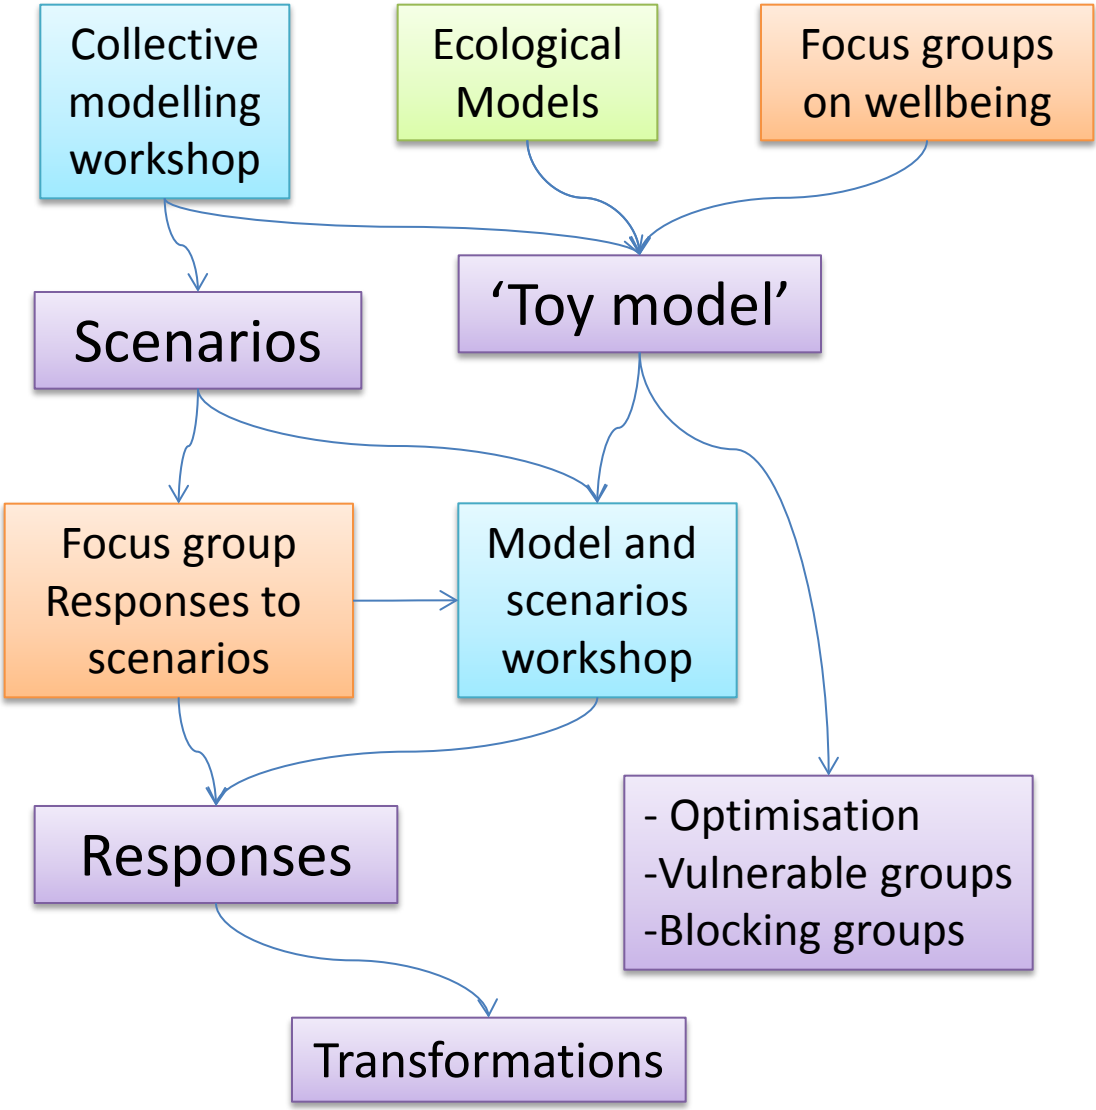 Collective
modelling
workshop
Ecological
Models
Focus groups
on wellbeing
Scenarios
‘Toy model’
Focus group
Responses to
scenarios
Model and
scenarios
workshop
Responses
- Optimisation
-Vulnerable groups
-Blocking groups
Transformations